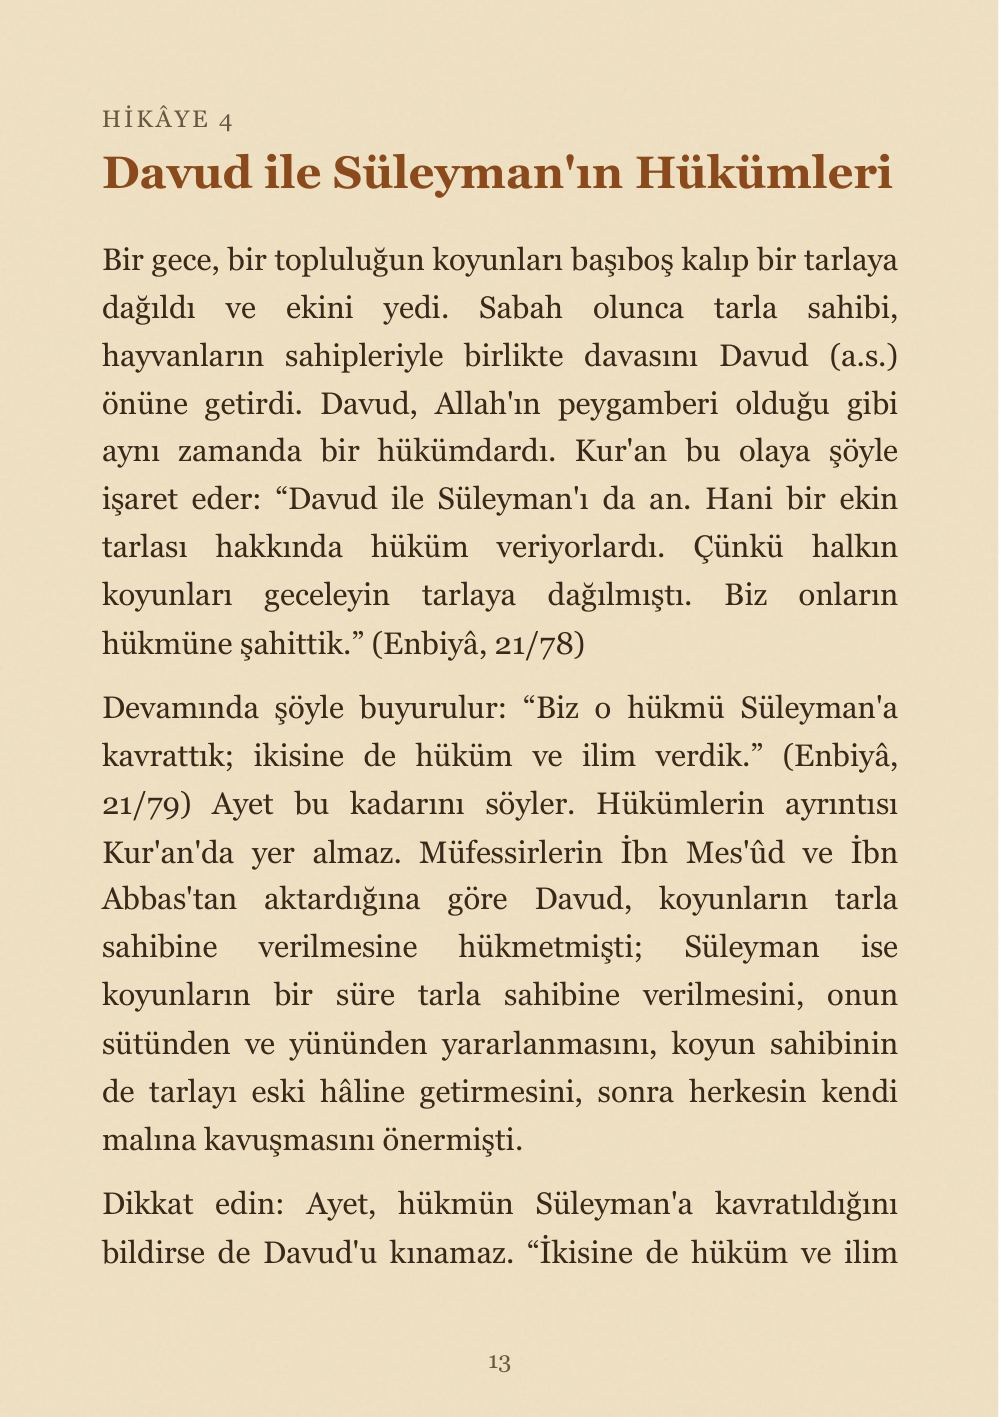 HİKÂYE 4
Davud ile Süleyman'ın Hükümleri
Bir gece, bir topluluğun koyunları başıboş kalıp bir tarlaya
dağıldı ve ekini yedi. Sabah olunca tarla sahibi,
hayvanların sahipleriyle birlikte davasını Davud (a.s.)
önüne getirdi. Davud, Allah'ın peygamberi olduğu gibi
aynı zamanda bir hükümdardı. Kur'an bu olaya şöyle
işaret eder: “Davud ile Süleyman'ı da an. Hani bir ekin
tarlası hakkında hüküm veriyorlardı. Çünkü halkın
koyunları geceleyin tarlaya dağılmıştı. Biz onların
hükmüne şahittik.” (Enbiyâ, 21/78)
Devamında şöyle buyurulur: “Biz o hükmü Süleyman'a
kavrattık; ikisine de hüküm ve ilim verdik.” (Enbiyâ,
21/79) Ayet bu kadarını söyler. Hükümlerin ayrıntısı
Kur'an'da yer almaz. Müfessirlerin İbn Mes'ûd ve İbn
Abbas'tan aktardığına göre Davud, koyunların tarla
sahibine verilmesine hükmetmişti; Süleyman ise
koyunların bir süre tarla sahibine verilmesini, onun
sütünden ve yününden yararlanmasını, koyun sahibinin
de tarlayı eski hâline getirmesini, sonra herkesin kendi
malına kavuşmasını önermişti.
Dikkat edin: Ayet, hükmün Süleyman'a kavratıldığını
bildirse de Davud'u kınamaz. “İkisine de hüküm ve ilim
13